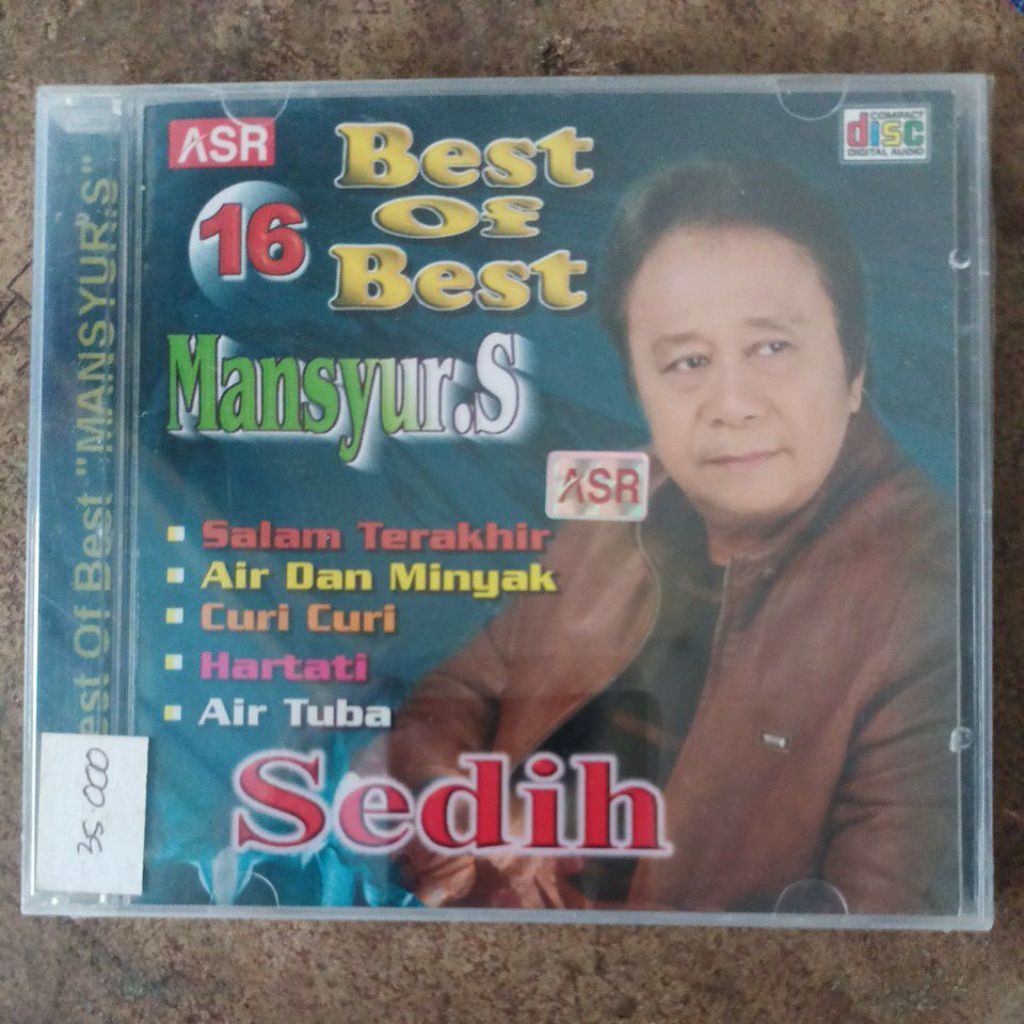 ASR
COMPACT
disc
DIGITAL AUDIO
16
Best
Of
Best
Mansyur.S
ASR
Salam Terakhir
Air Dan Minyak
Curi Curi
Hartati
Air Tuba
Sedih
est Of Best "MANSYUR'S"
35.000